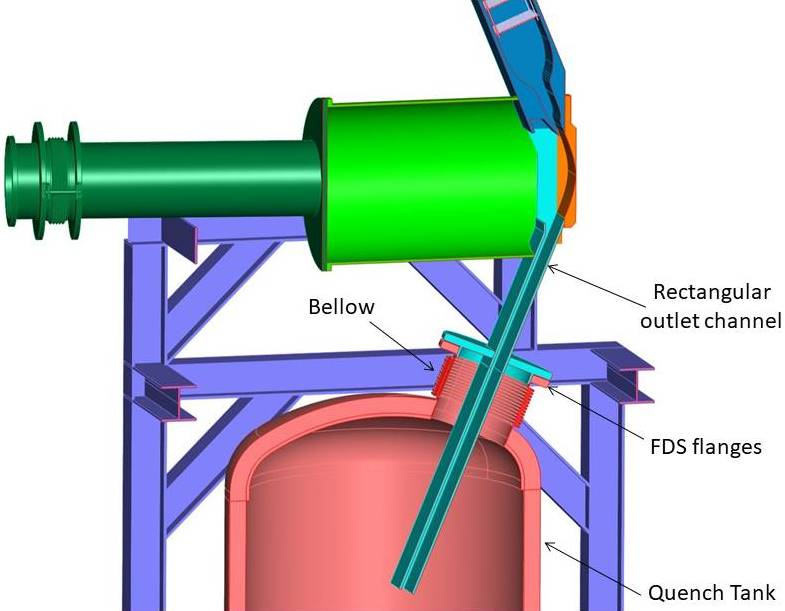 Rectangular
outlet channel
Bellow
FDS flanges
Quench Tank